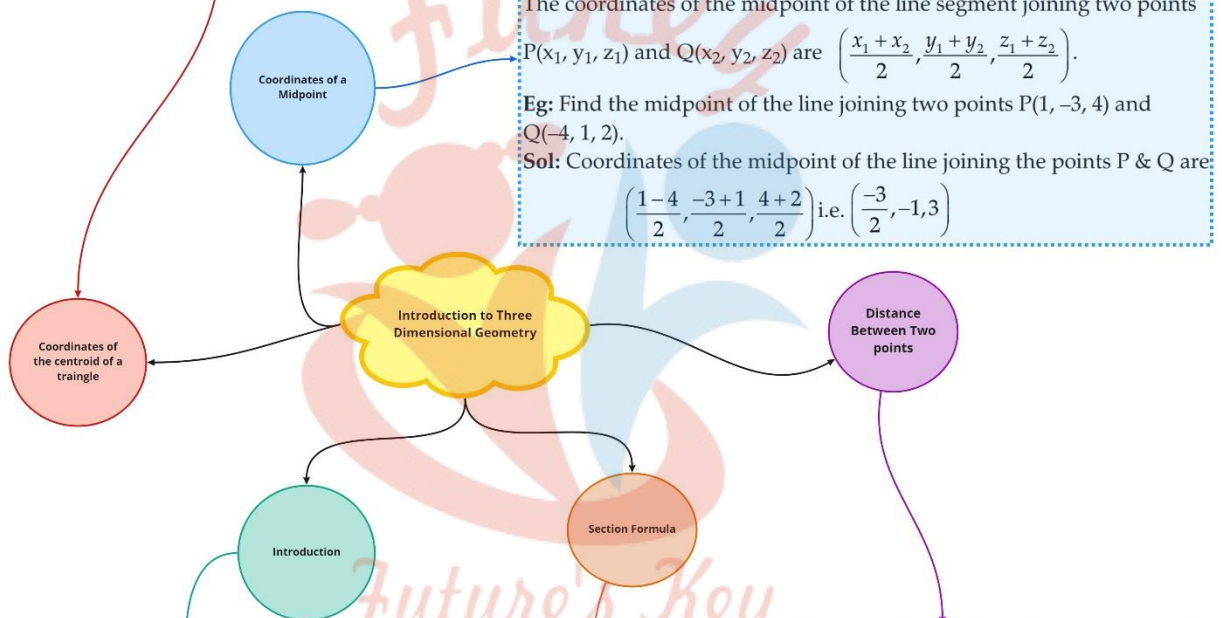 The coordinates of the midpoint of the line segment joining two points
P(x₁, y₁, z₁) and Q(x₂, y₂, z₂) are ((x₁ + x₂)/2, (y₁ + y₂)/2, (z₁ + z₂)/2).
Eg: Find the midpoint of the line joining two points P(1, –3, 4) and
Q(–4, 1, 2).
Sol: Coordinates of the midpoint of the line joining the points P & Q are
((1 – 4)/2, (–3 + 1)/2, (4 + 2)/2) i.e. (–3/2, –1, 3)
Coordinates of a
Midpoint
Introduction to Three
Dimensional Geometry
Distance
Between Two
points
Coordinates of
the centroid of a
traingle
Introduction
Section Formula
Future's Key